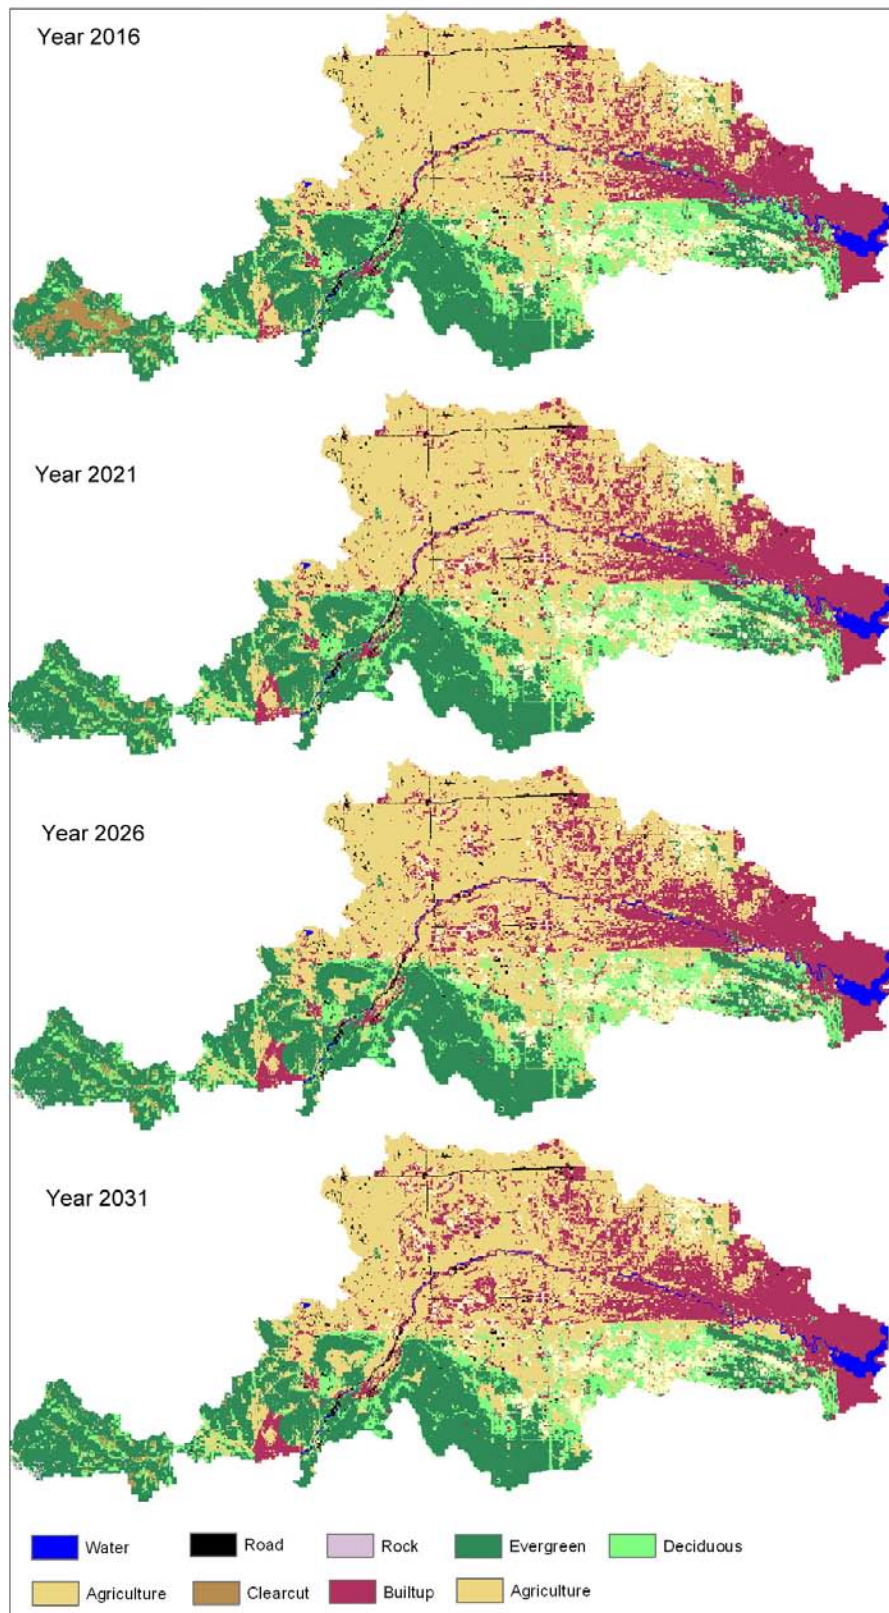 Year 2016
Year 2021
Year 2026
Year 2031
Water Road Rock Evergreen Deciduous
Agriculture Clearcut Builtup Agriculture